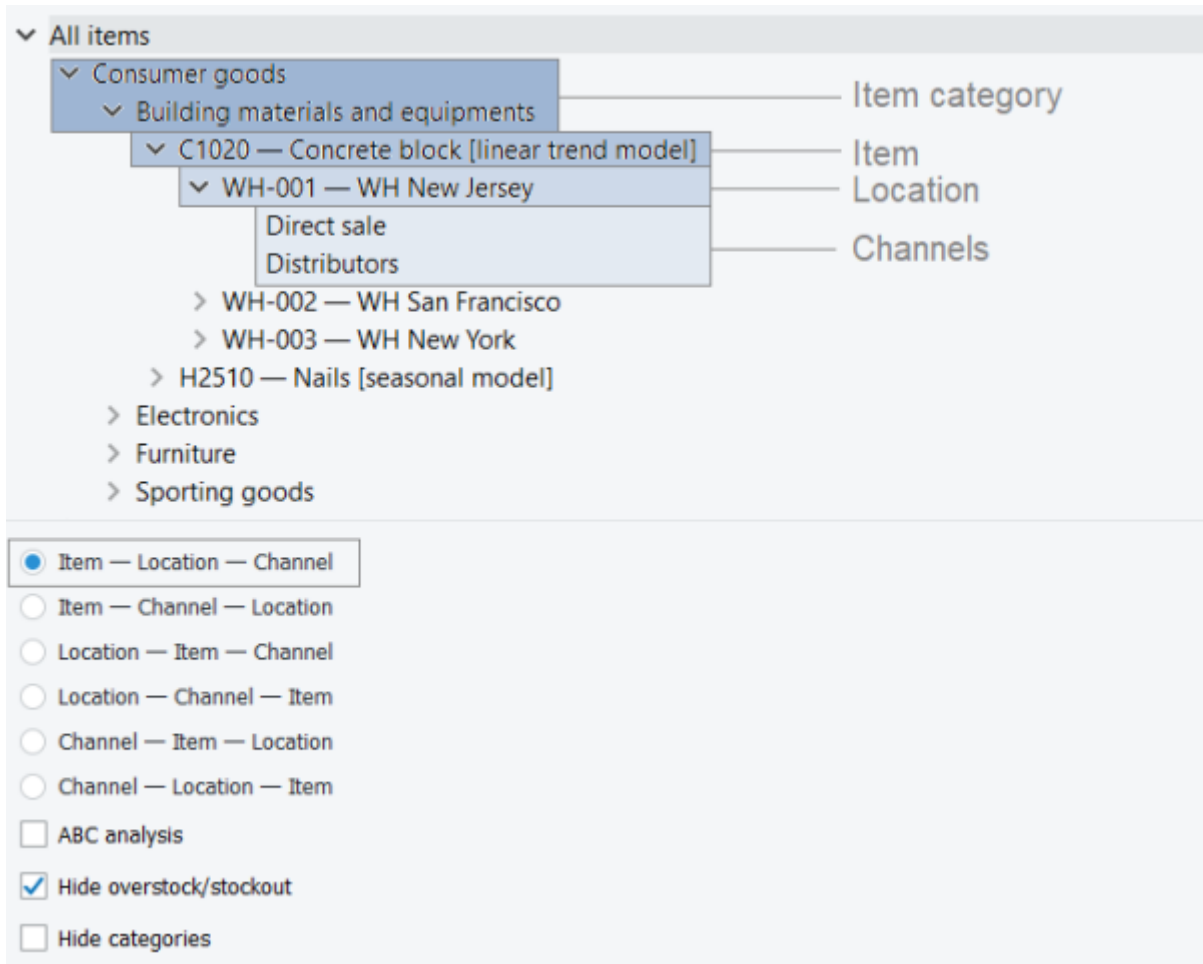 All items
Consumer goods
Item category
Building materials and equipments
C1020 — Concrete block [linear trend model]
Item
WH-001 — WH New Jersey
Location
Direct sale
Channels
Distributors
WH-002 — WH San Francisco
WH-003 — WH New York
H2510 — Nails [seasonal model]
Electronics
Furniture
Sporting goods
Item — Location — Channel
Item — Channel — Location
Location — Item — Channel
Location — Channel — Item
Channel — Item — Location
Channel — Location — Item
ABC analysis
Hide overstock/stockout
Hide categories